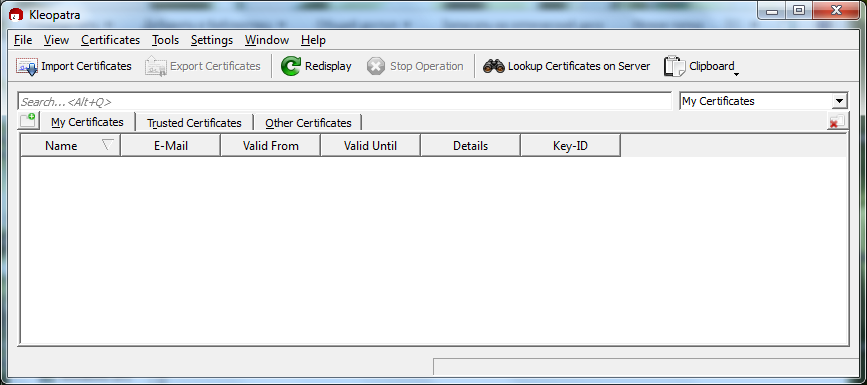 Kleopatra
File View Certificates Tools Settings Window Help
Import Certificates Export Certificates Redisplay Stop Operation Lookup Certificates on Server Clipboard
Search...<Alt+Q> My Certificates
My Certificates Trusted Certificates Other Certificates
Name E-Mail Valid From Valid Until Details Key-ID